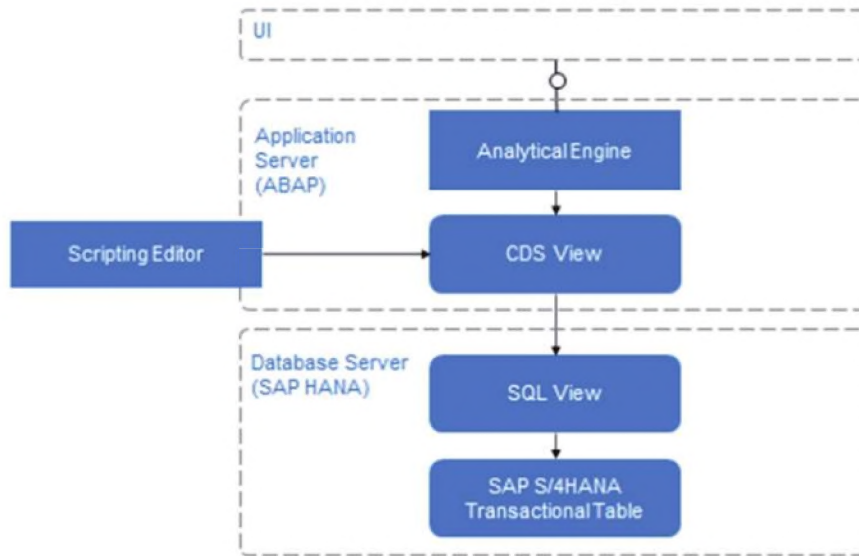 UI
Application
Server
(ABAP)
Analytical Engine
Scripting Editor
CDS View
Database Server
(SAP HANA)
SQL View
SAP S/4HANA
Transactional Table